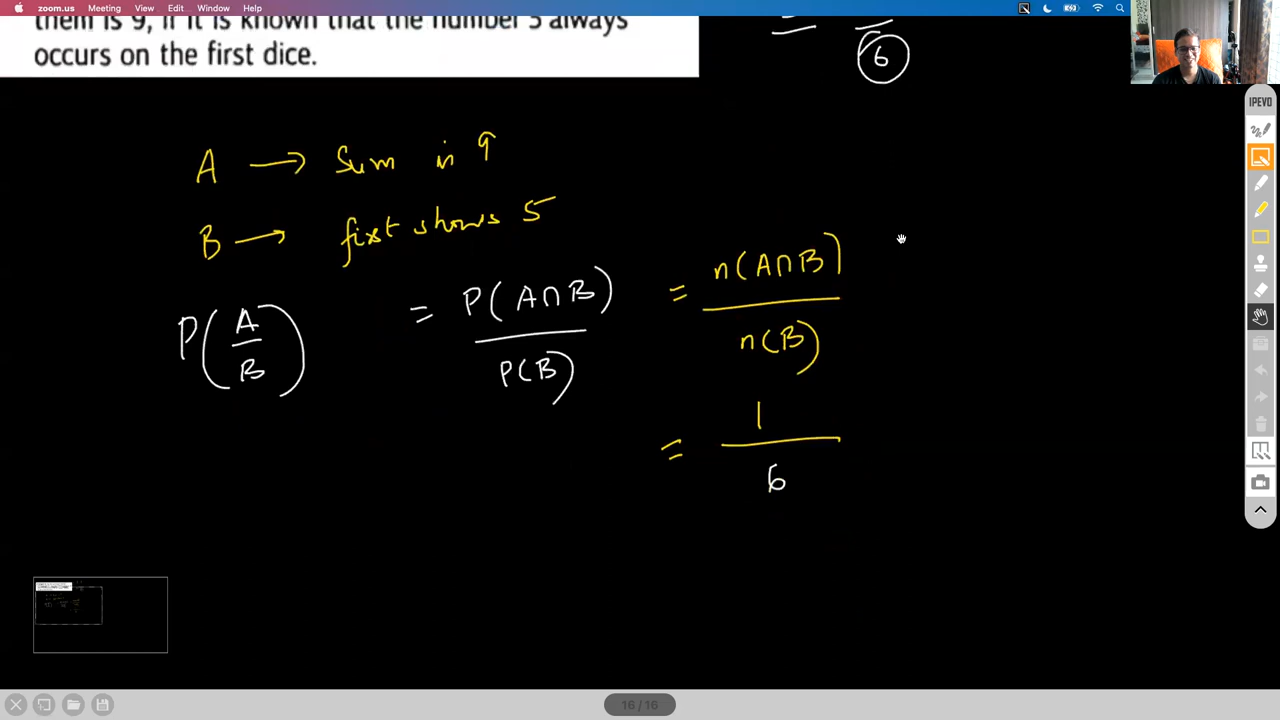 zoom.us Meeting View Edit Window Help
them is 9, if it is known that the number 5 always
occurs on the first dice.
6
IPEVO
A → Sum is 9
B → first shows 5
P(A/B) = P(A∩B)/P(B) = n(A∩B)/n(B)
= 1/6
16 / 16